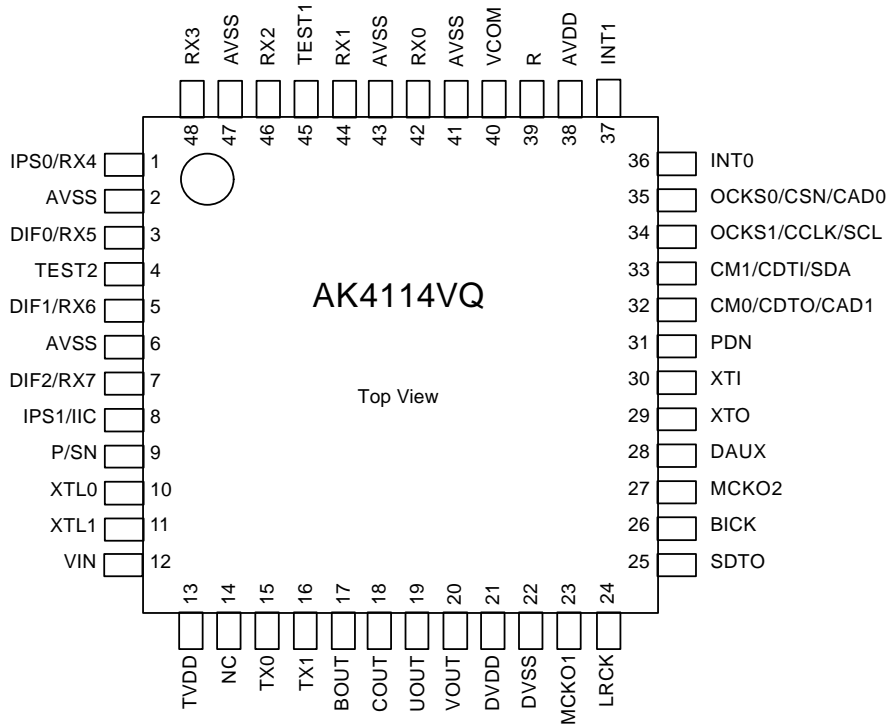 RX3 AVSS RX2 TEST1 RX1 AVSS RX0 AVSS VCOM R AVDD INT1
48 47 46 45 44 43 42 41 40 39 38 37
IPS0/RX4 1 36 INT0
AVSS 2 35 OCKS0/CSN/CAD0
DIF0/RX5 3 34 OCKS1/CCLK/SCL
TEST2 4 33 CM1/CDTI/SDA
DIF1/RX6 5 32 CM0/CDTO/CAD1
AK4114VQ
AVSS 6 31 PDN
DIF2/RX7 7 30 XTI
Top View
IPS1/IIC 8 29 XTO
P/SN 9 28 DAUX
XTL0 10 27 MCKO2
XTL1 11 26 BICK
VIN 12 25 SDTO
13 14 15 16 17 18 19 20 21 22 23 24
TVDD NC TX0 TX1 BOUT COUT UOUT VOUT DVDD DVSS MCKO1 LRCK